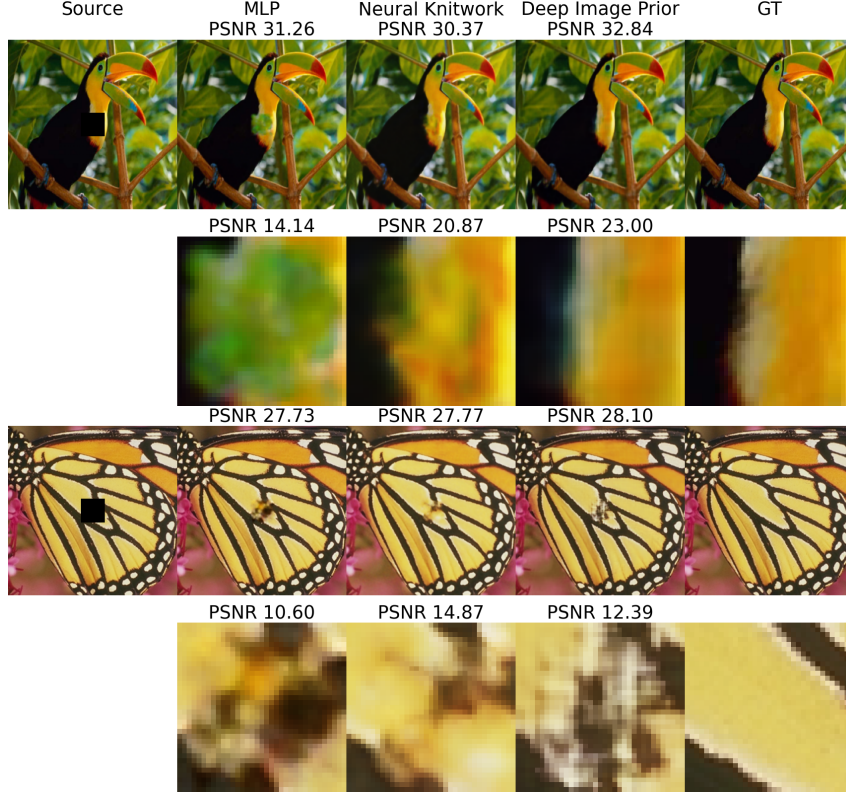 Source MLP Neural Knitwork Deep Image Prior GT
PSNR 31.26 PSNR 30.37 PSNR 32.84
PSNR 14.14 PSNR 20.87 PSNR 23.00
PSNR 27.73 PSNR 27.77 PSNR 28.10
PSNR 10.60 PSNR 14.87 PSNR 12.39